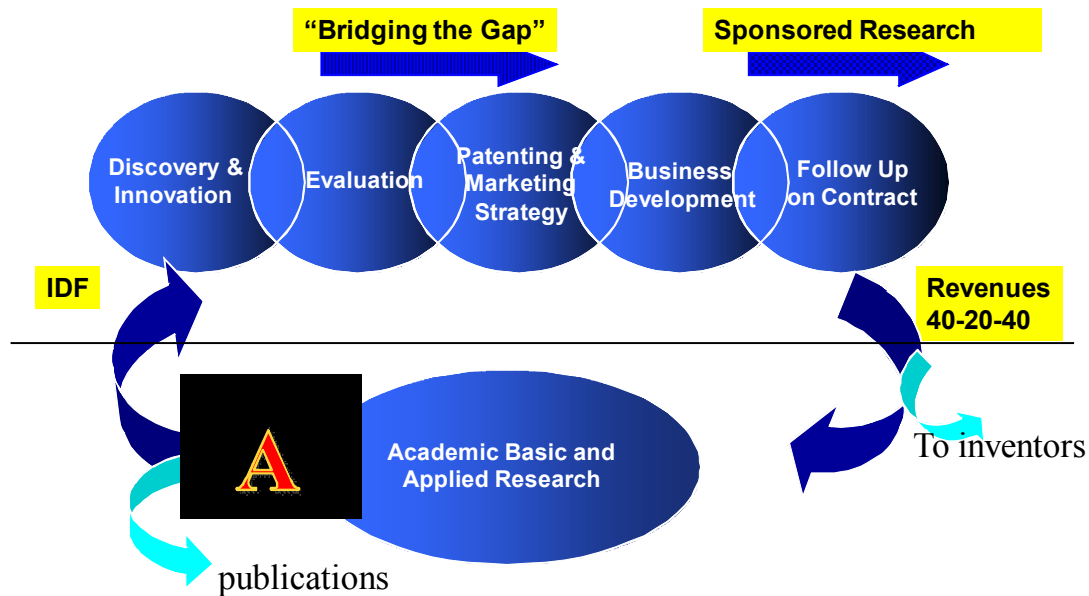 “Bridging the Gap”
Sponsored Research
Discovery &
Innovation
Evaluation
Patenting &
Marketing
Strategy
Business
Development
Follow Up
on Contract
IDF
Revenues
40-20-40
A
Academic Basic and
Applied Research
To inventors
publications